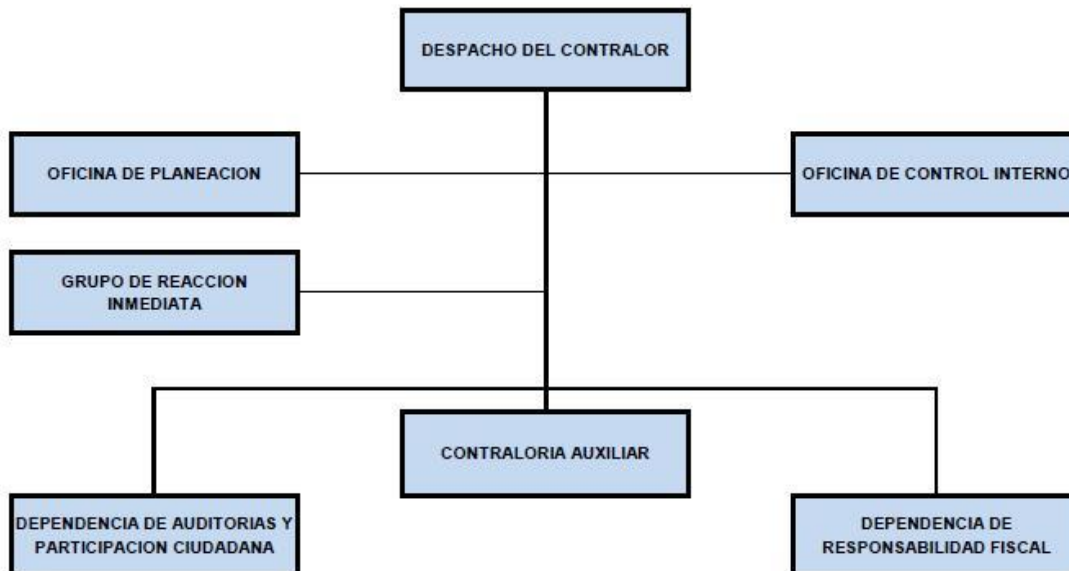 DESPACHO DEL CONTRALOR
OFICINA DE PLANEACION
OFICINA DE CONTROL INTERNO
GRUPO DE REACCION
INMEDIATA
CONTRALORIA AUXILIAR
DEPENDENCIA DE AUDITORIAS Y
PARTICIPACION CIUDADANA
DEPENDENCIA DE
RESPONSABILIDAD FISCAL